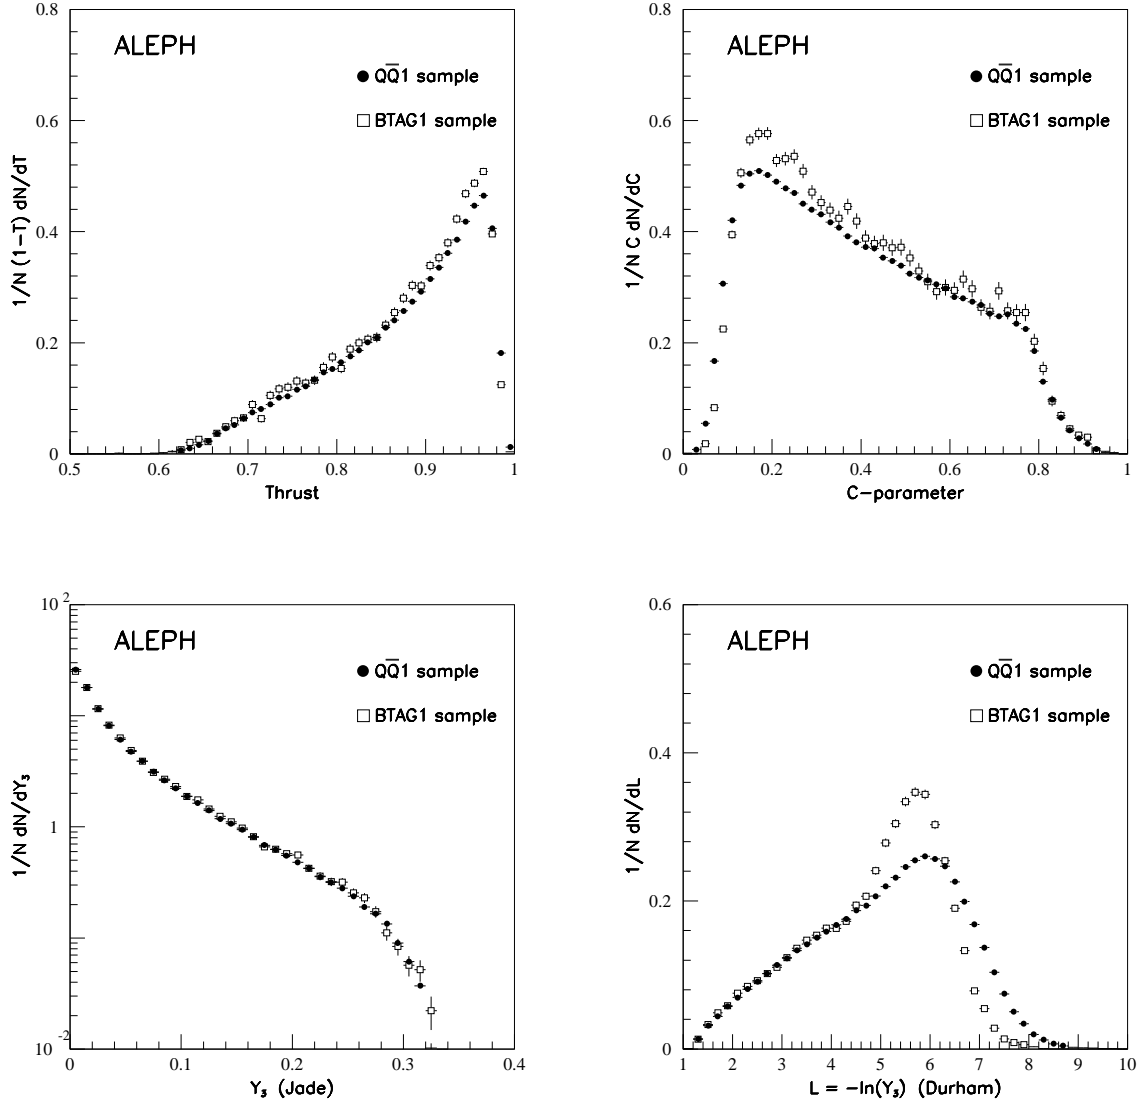 0.8
ALEPH
QQ̅1 sample
BTAG1 sample
0.6
0.4
0.2
0
0.5 0.6 0.7 0.8 0.9 1
Thrust
1/N (1−T) dN/dT
0.8
ALEPH
QQ̅1 sample
BTAG1 sample
0.6
0.4
0.2
0
0 0.2 0.4 0.6 0.8 1
C−parameter
1/N C dN/dC
10²
ALEPH
QQ̅1 sample
BTAG1 sample
1
10⁻²
0 0.1 0.2 0.3 0.4
Y₃ (Jade)
1/N dN/dY₃
0.6
ALEPH
QQ̅1 sample
BTAG1 sample
0.4
0.2
0
1 2 3 4 5 6 7 8 9 10
L = −ln(Y₃) (Durham)
1/N dN/dL